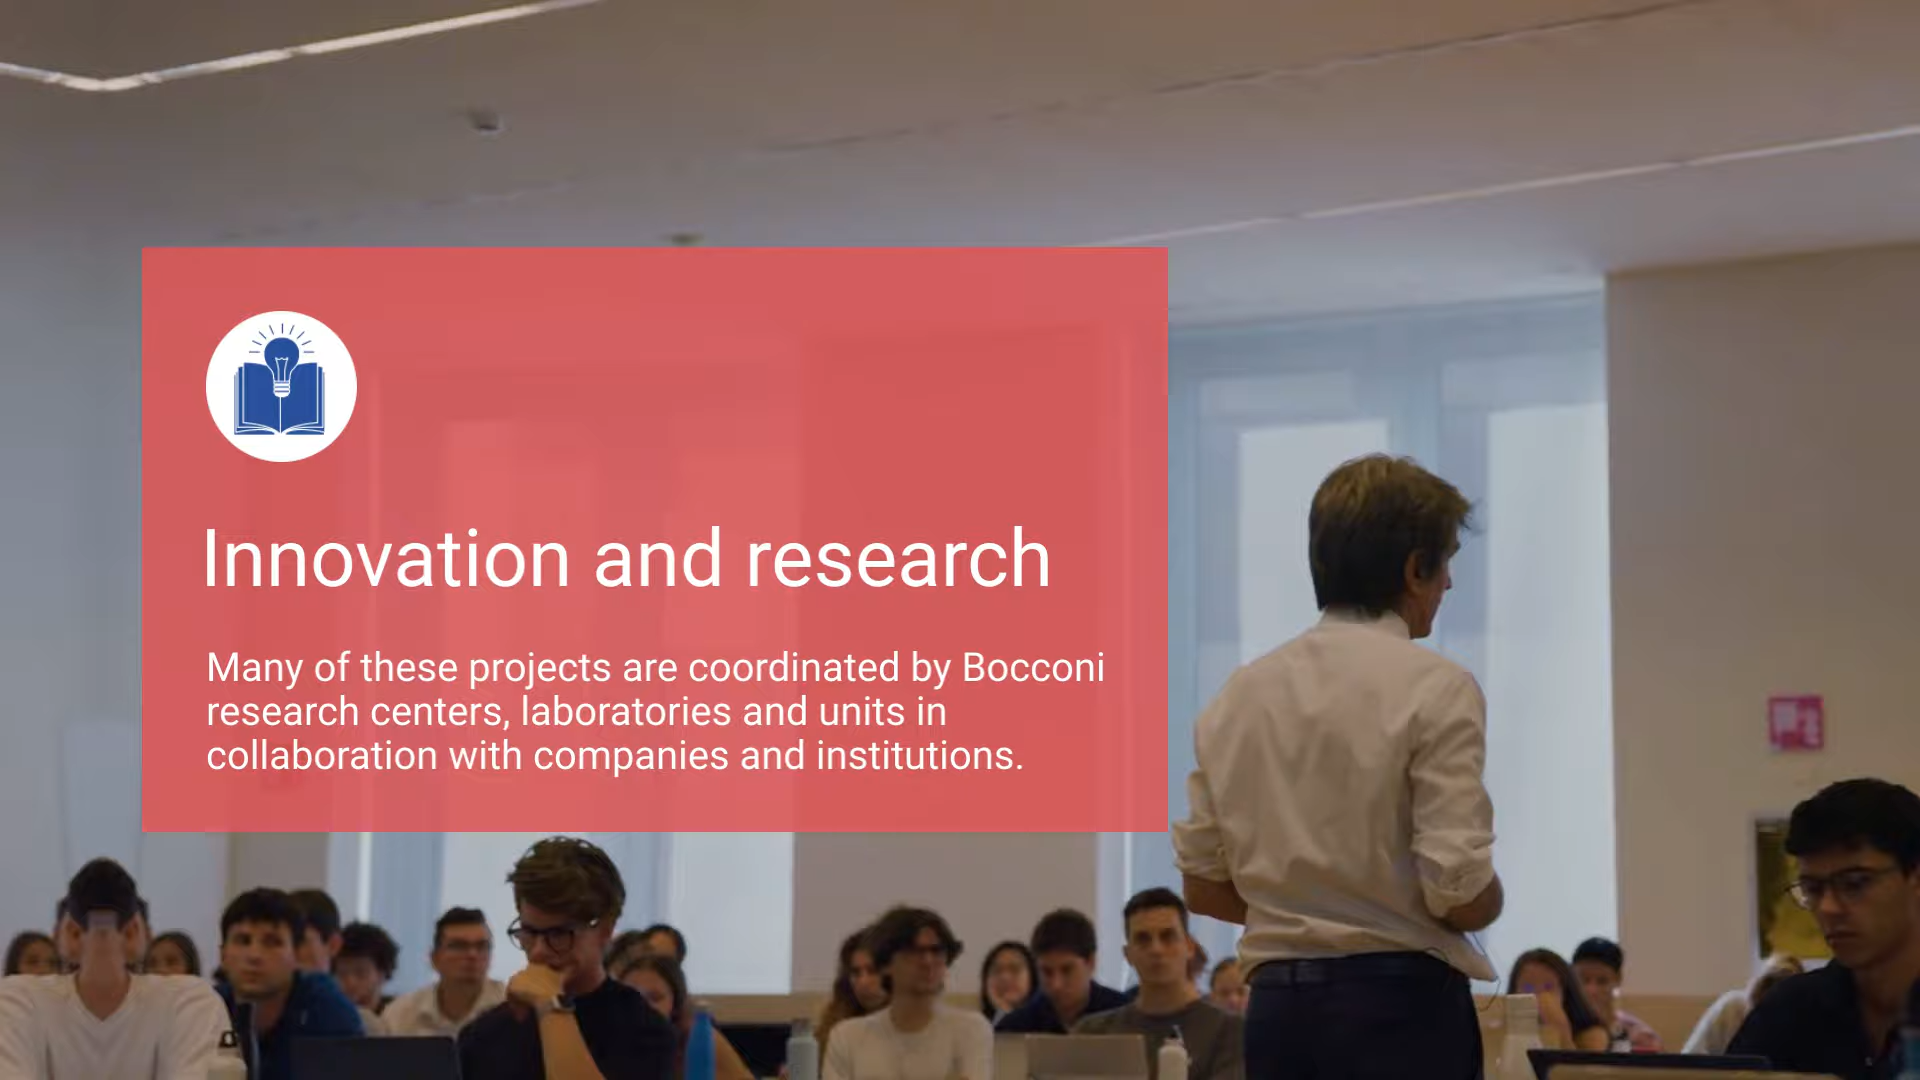 Innovation and research
Many of these projects are coordinated by Bocconi
research centers, laboratories and units in
collaboration with companies and institutions.